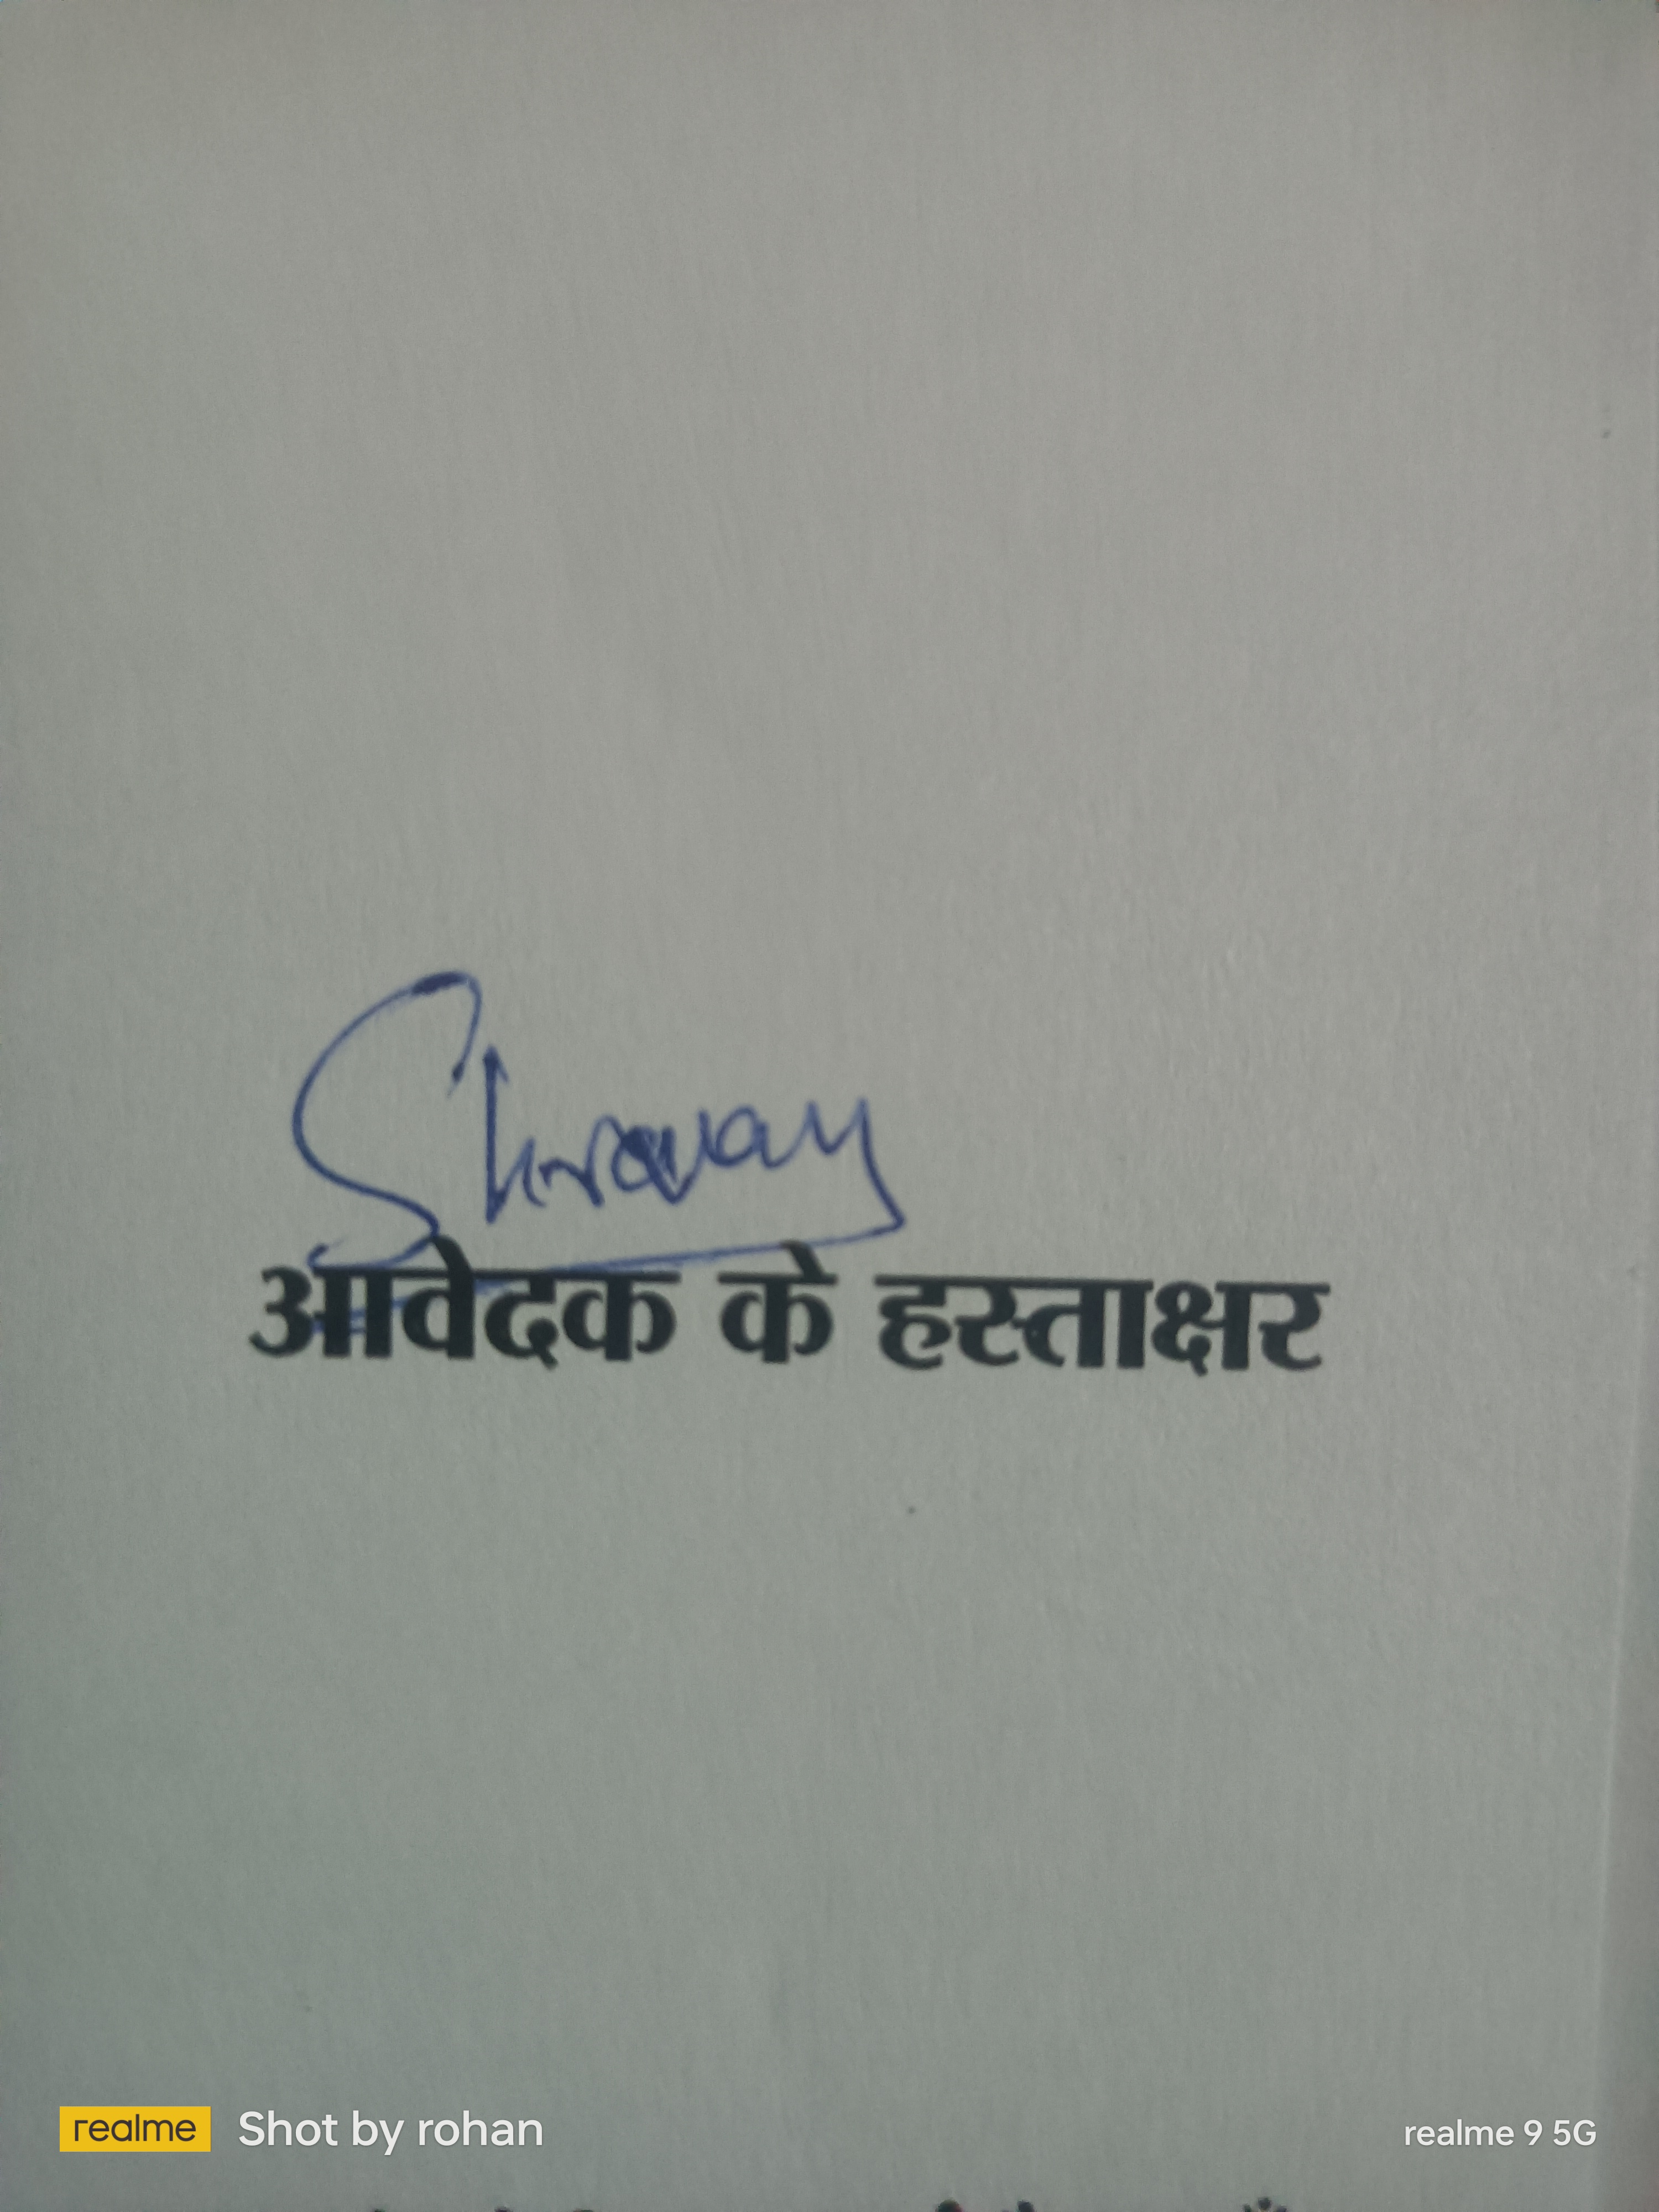 Shravan
आवेदक के हस्ताक्षर
realme Shot by rohan
realme 9 5G